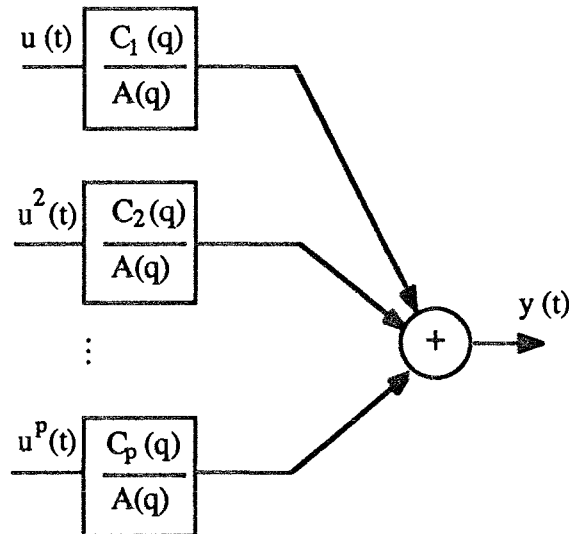 u (t)
C₁ (q)
A(q)
u²(t)
C₂ (q)
A(q)
⋮
uᵖ(t)
Cₚ (q)
A(q)
+
y (t)